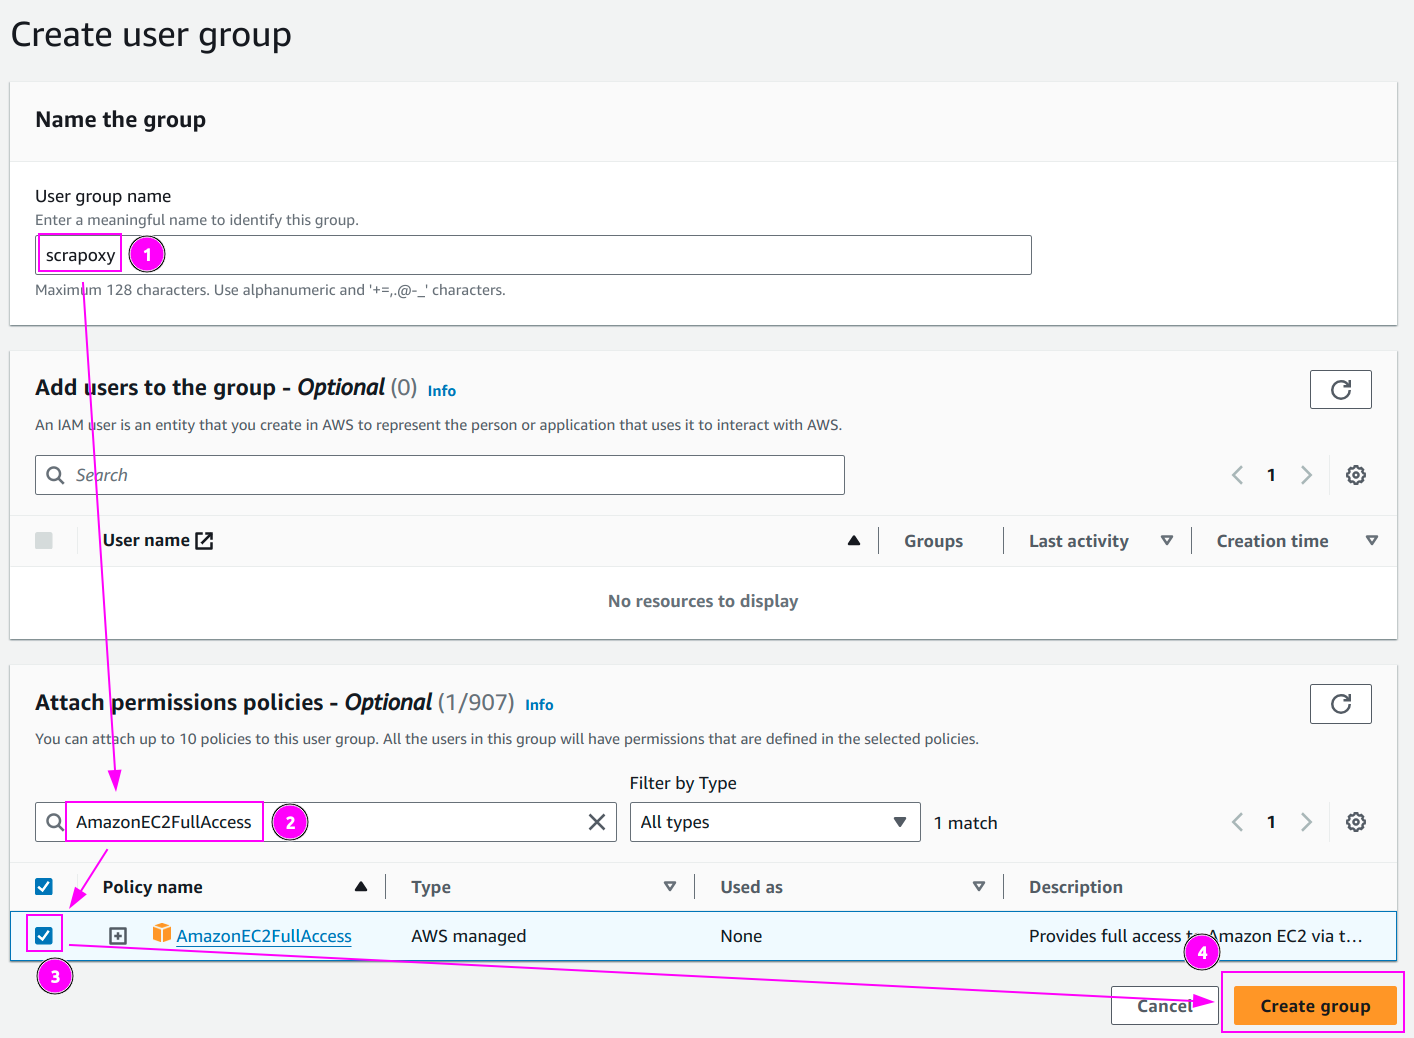 Create user group
Name the group
User group name
Enter a meaningful name to identify this group.
scrapoxy 1
Maximum 128 characters. Use alphanumeric and '+=,.@-_' characters.
Add users to the group - Optional (0) Info
An IAM user is an entity that you create in AWS to represent the person or application that uses it to interact with AWS.
Search 1
User name Groups Last activity Creation time
No resources to display
Attach permissions policies - Optional (1/907) Info
You can attach up to 10 policies to this user group. All the users in this group will have permissions that are defined in the selected policies.
Filter by Type
AmazonEC2FullAccess 2 All types 1 match 1
Policy name Type Used as Description
AmazonEC2FullAccess AWS managed None Provides full access to Amazon EC2 via t...
3 4
Cancel Create group